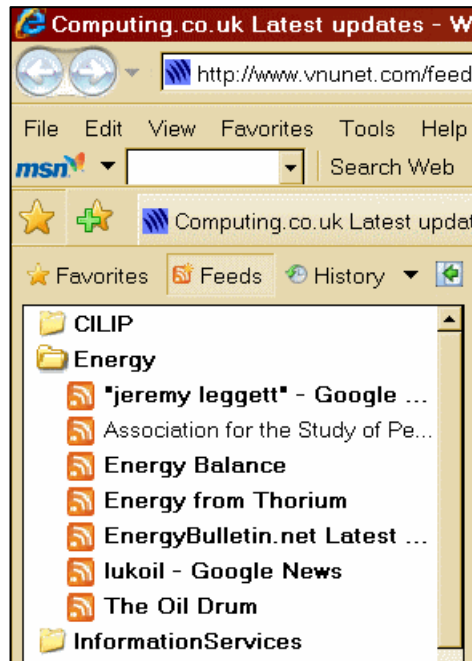 Computing.co.uk Latest updates - W
http://www.vnunet.com/feed
File Edit View Favorites Tools Help
msn Search Web
Computing.co.uk Latest updat
Favorites Feeds History
CILIP
Energy
"jeremy leggett" - Google ...
Association for the Study of Pe...
Energy Balance
Energy from Thorium
EnergyBulletin.net Latest ...
lukoil - Google News
The Oil Drum
InformationServices